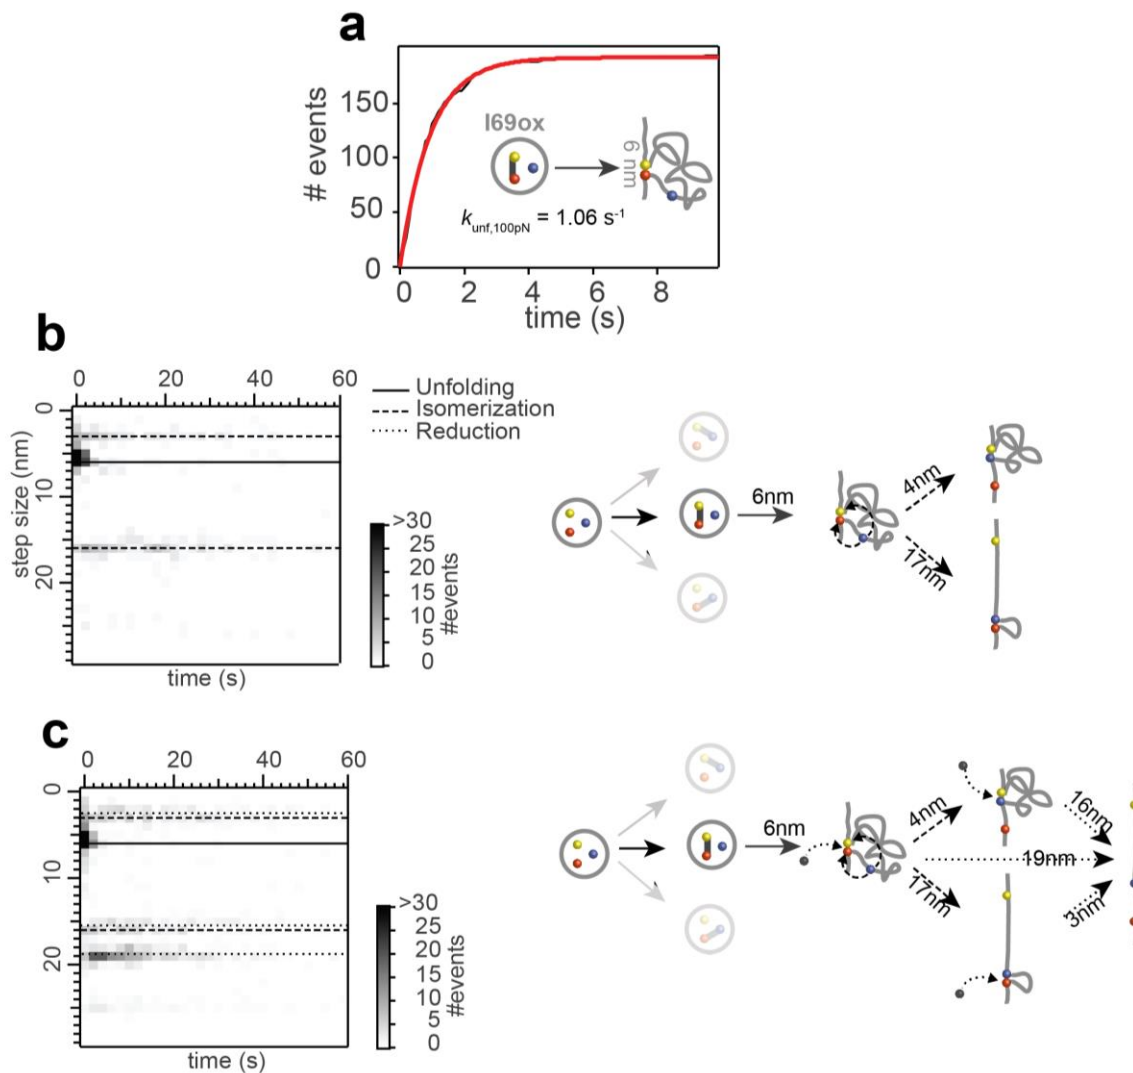 a
# events
150
100
50
0
I69ox
6 nm
kunf,100pN = 1.06 s-1
0 2 4 6 8
time (s)
b
0 20 40 60
Unfolding
Isomerization
Reduction
step size (nm)
0
10
20
time (s)
>30
25
20
15
10
5
0
#events
6nm
4nm
17nm
c
0 20 40 60
0
10
20
time (s)
>30
25
20
15
10
5
0
#events
6nm
4nm
17nm
16nm
19nm
3nm